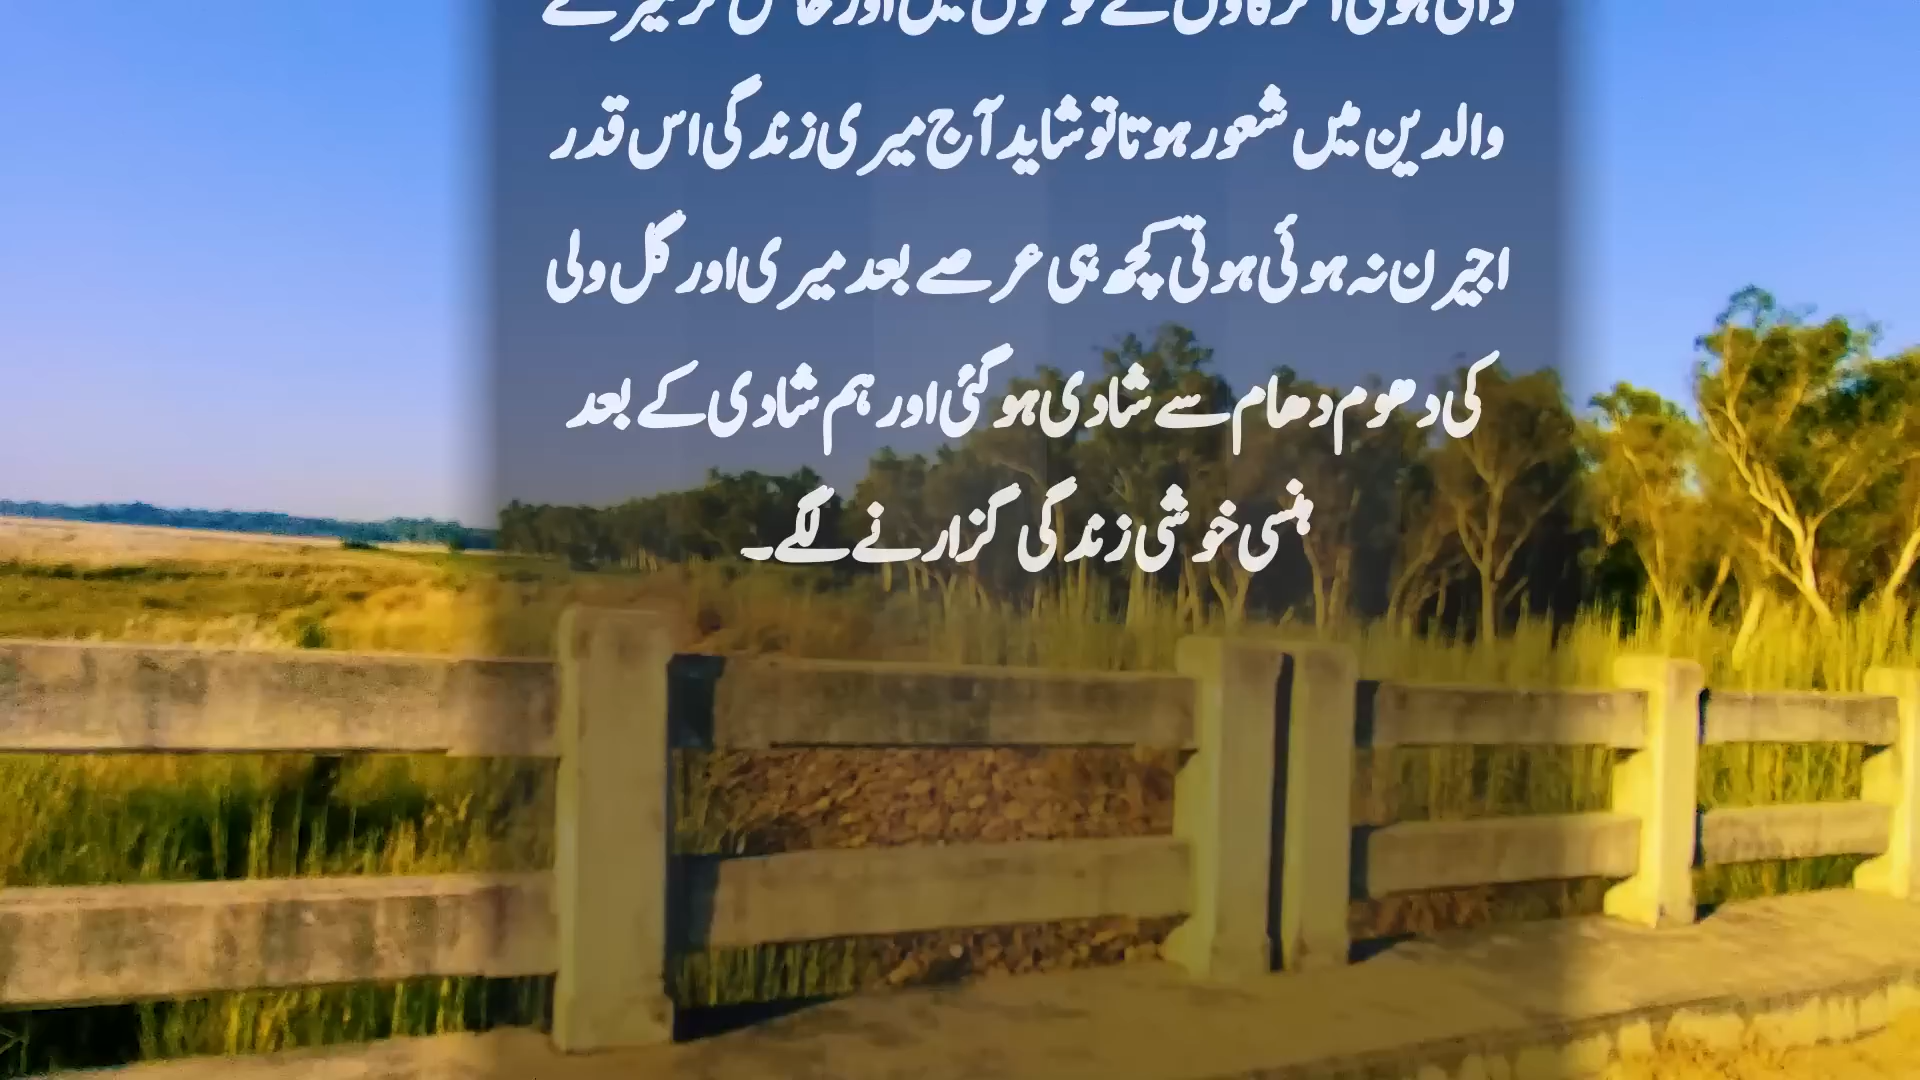 والدین میں شعور ہوتا تو شاید آج میری زندگی اس قدر
اجیرن نہ ہوئی ہوتی کچھ ہی عرصے بعد میری اور گل ولی
کی دھوم دھام سے شادی ہو گئی اور ہم شادی کے بعد
ہنسی خوشی زندگی گزارنے لگے۔